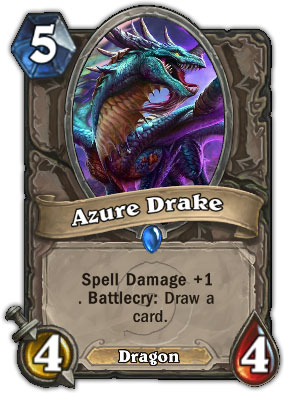 5
Azure Drake
Spell Damage +1
. Battlecry: Draw a
card.
4
Dragon
4